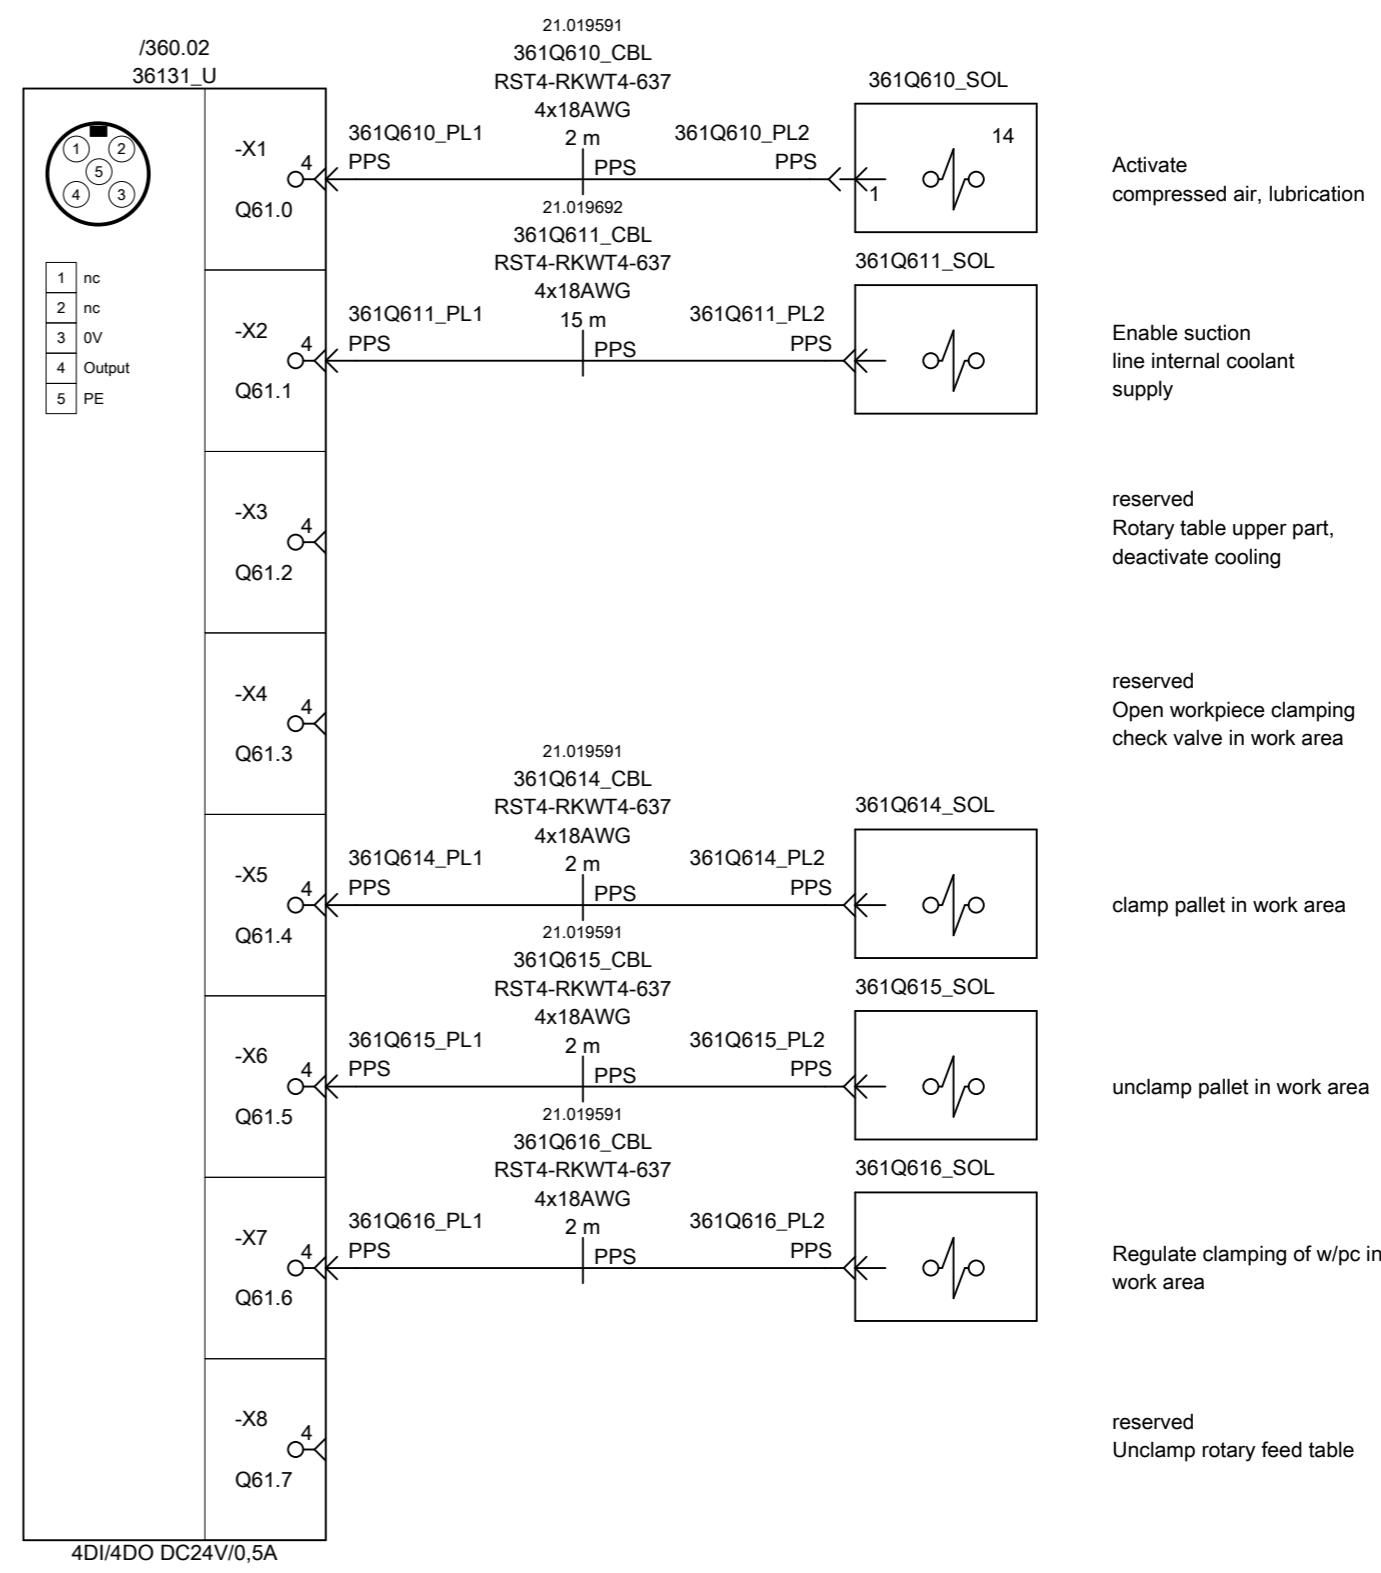 /360.02
36131_U
1
2
5
4
3
1 nc
2 nc
3 0V
4 Output
5 PE
-X1
4
Q61.0
361Q610_PL1
PPS
21.019591
361Q610_CBL
RST4-RKWT4-637
4x18AWG
2 m
PPS
361Q610_PL2
PPS
361Q610_SOL
14
1
Activate
compressed air, lubrication
-X2
4
Q61.1
361Q611_PL1
PPS
21.019692
361Q611_CBL
RST4-RKWT4-637
4x18AWG
15 m
PPS
361Q611_PL2
PPS
361Q611_SOL
Enable suction
line internal coolant
supply
-X3
4
Q61.2
reserved
Rotary table upper part,
deactivate cooling
-X4
4
Q61.3
reserved
Open workpiece clamping
check valve in work area
-X5
4
Q61.4
361Q614_PL1
PPS
21.019591
361Q614_CBL
RST4-RKWT4-637
4x18AWG
2 m
PPS
361Q614_PL2
PPS
361Q614_SOL
clamp pallet in work area
-X6
4
Q61.5
361Q615_PL1
PPS
21.019591
361Q615_CBL
RST4-RKWT4-637
4x18AWG
2 m
PPS
361Q615_PL2
PPS
361Q615_SOL
unclamp pallet in work area
-X7
4
Q61.6
361Q616_PL1
PPS
21.019591
361Q616_CBL
RST4-RKWT4-637
4x18AWG
2 m
PPS
361Q616_PL2
PPS
361Q616_SOL
Regulate clamping of w/pc in
work area
-X8
4
Q61.7
reserved
Unclamp rotary feed table
4DI/4DO DC24V/0,5A